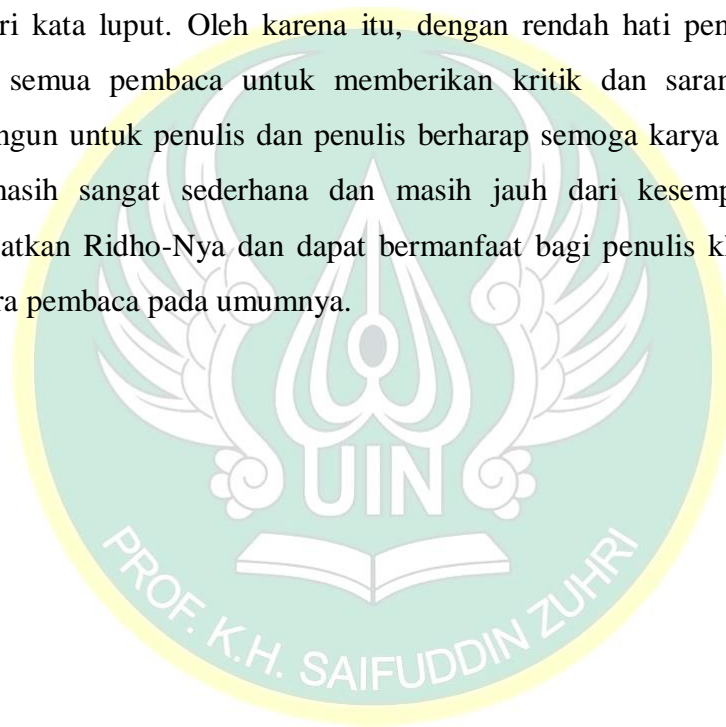 ri kata luput. Oleh karena itu, dengan rendah hati pen
semua pembaca untuk memberikan kritik dan saran
ngun untuk penulis dan penulis berharap semoga karya
nasih sangat sederhana dan masih jauh dari kesemp
atkan Ridho-Nya dan dapat bermanfaat bagi penulis kl
ra pembaca pada umumnya.
UIN
PROF. K.H. SAIFUDDIN ZUHRI